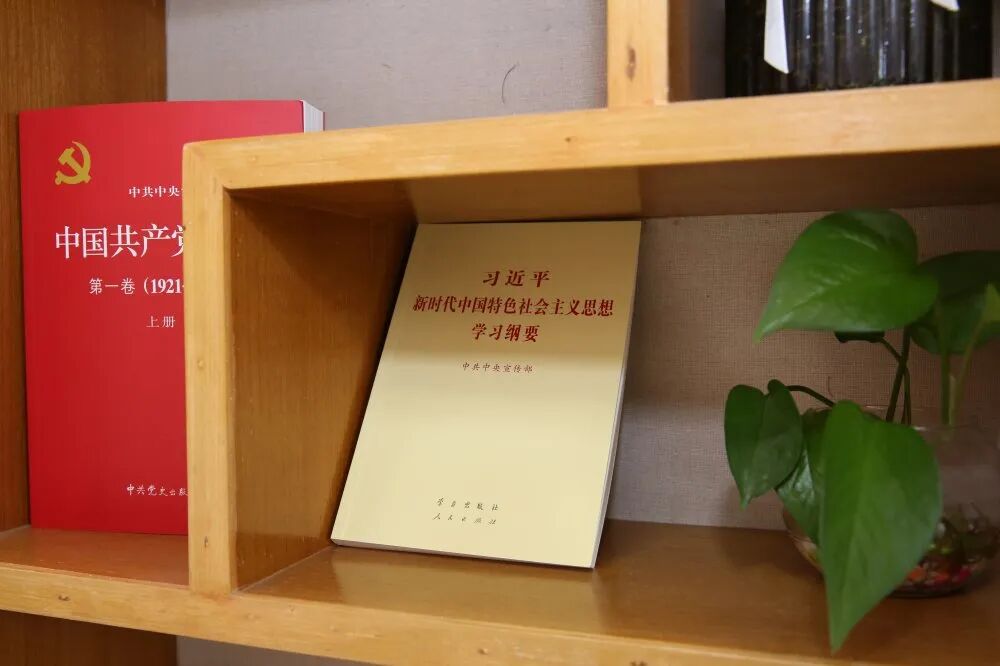 中共中央
中国共产党
第一卷（1921-
上册
中共党史出版
习近平
新时代中国特色社会主义思想
学习纲要
中共中央宣传部
学习出版社
人民出版社